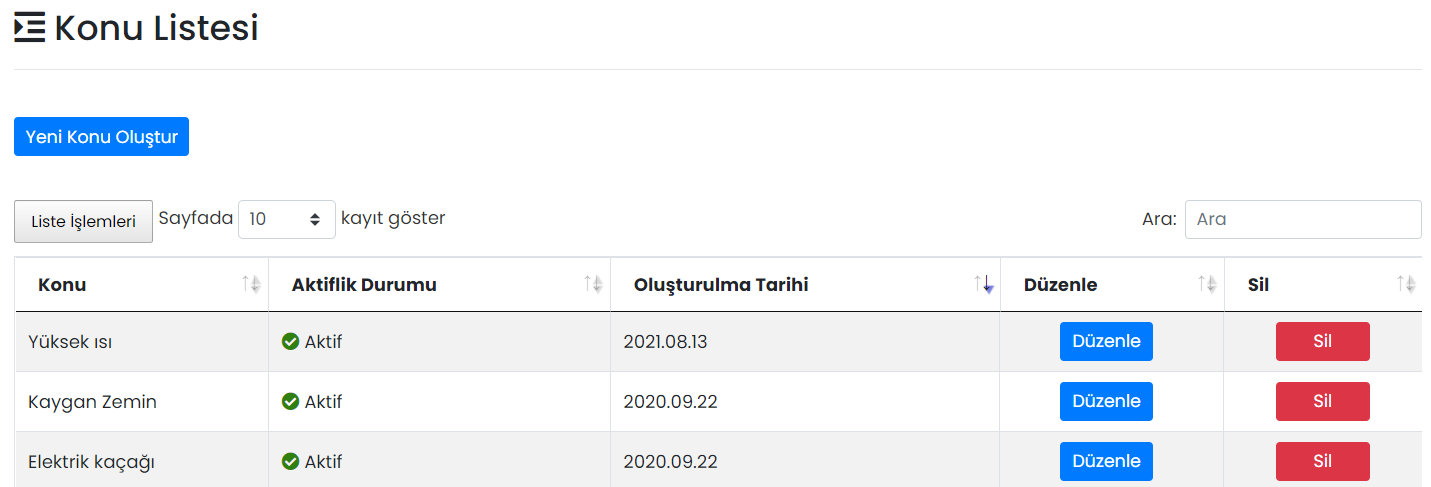 Konu Listesi
Yeni Konu Oluştur
Liste İşlemleri Sayfada 10 kayıt göster Ara: Ara
Konu Aktiflik Durumu Oluşturulma Tarihi Düzenle Sil
Yüksek ısı Aktif 2021.08.13 Düzenle Sil
Kaygan Zemin Aktif 2020.09.22 Düzenle Sil
Elektrik kaçağı Aktif 2020.09.22 Düzenle Sil